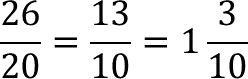 26/20 = 13/10 = 1 3/10